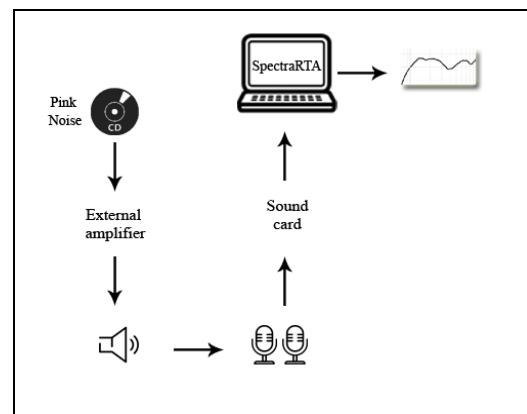 Pink
Noise
CD
External
amplifier
SpectraRTA
Sound
card